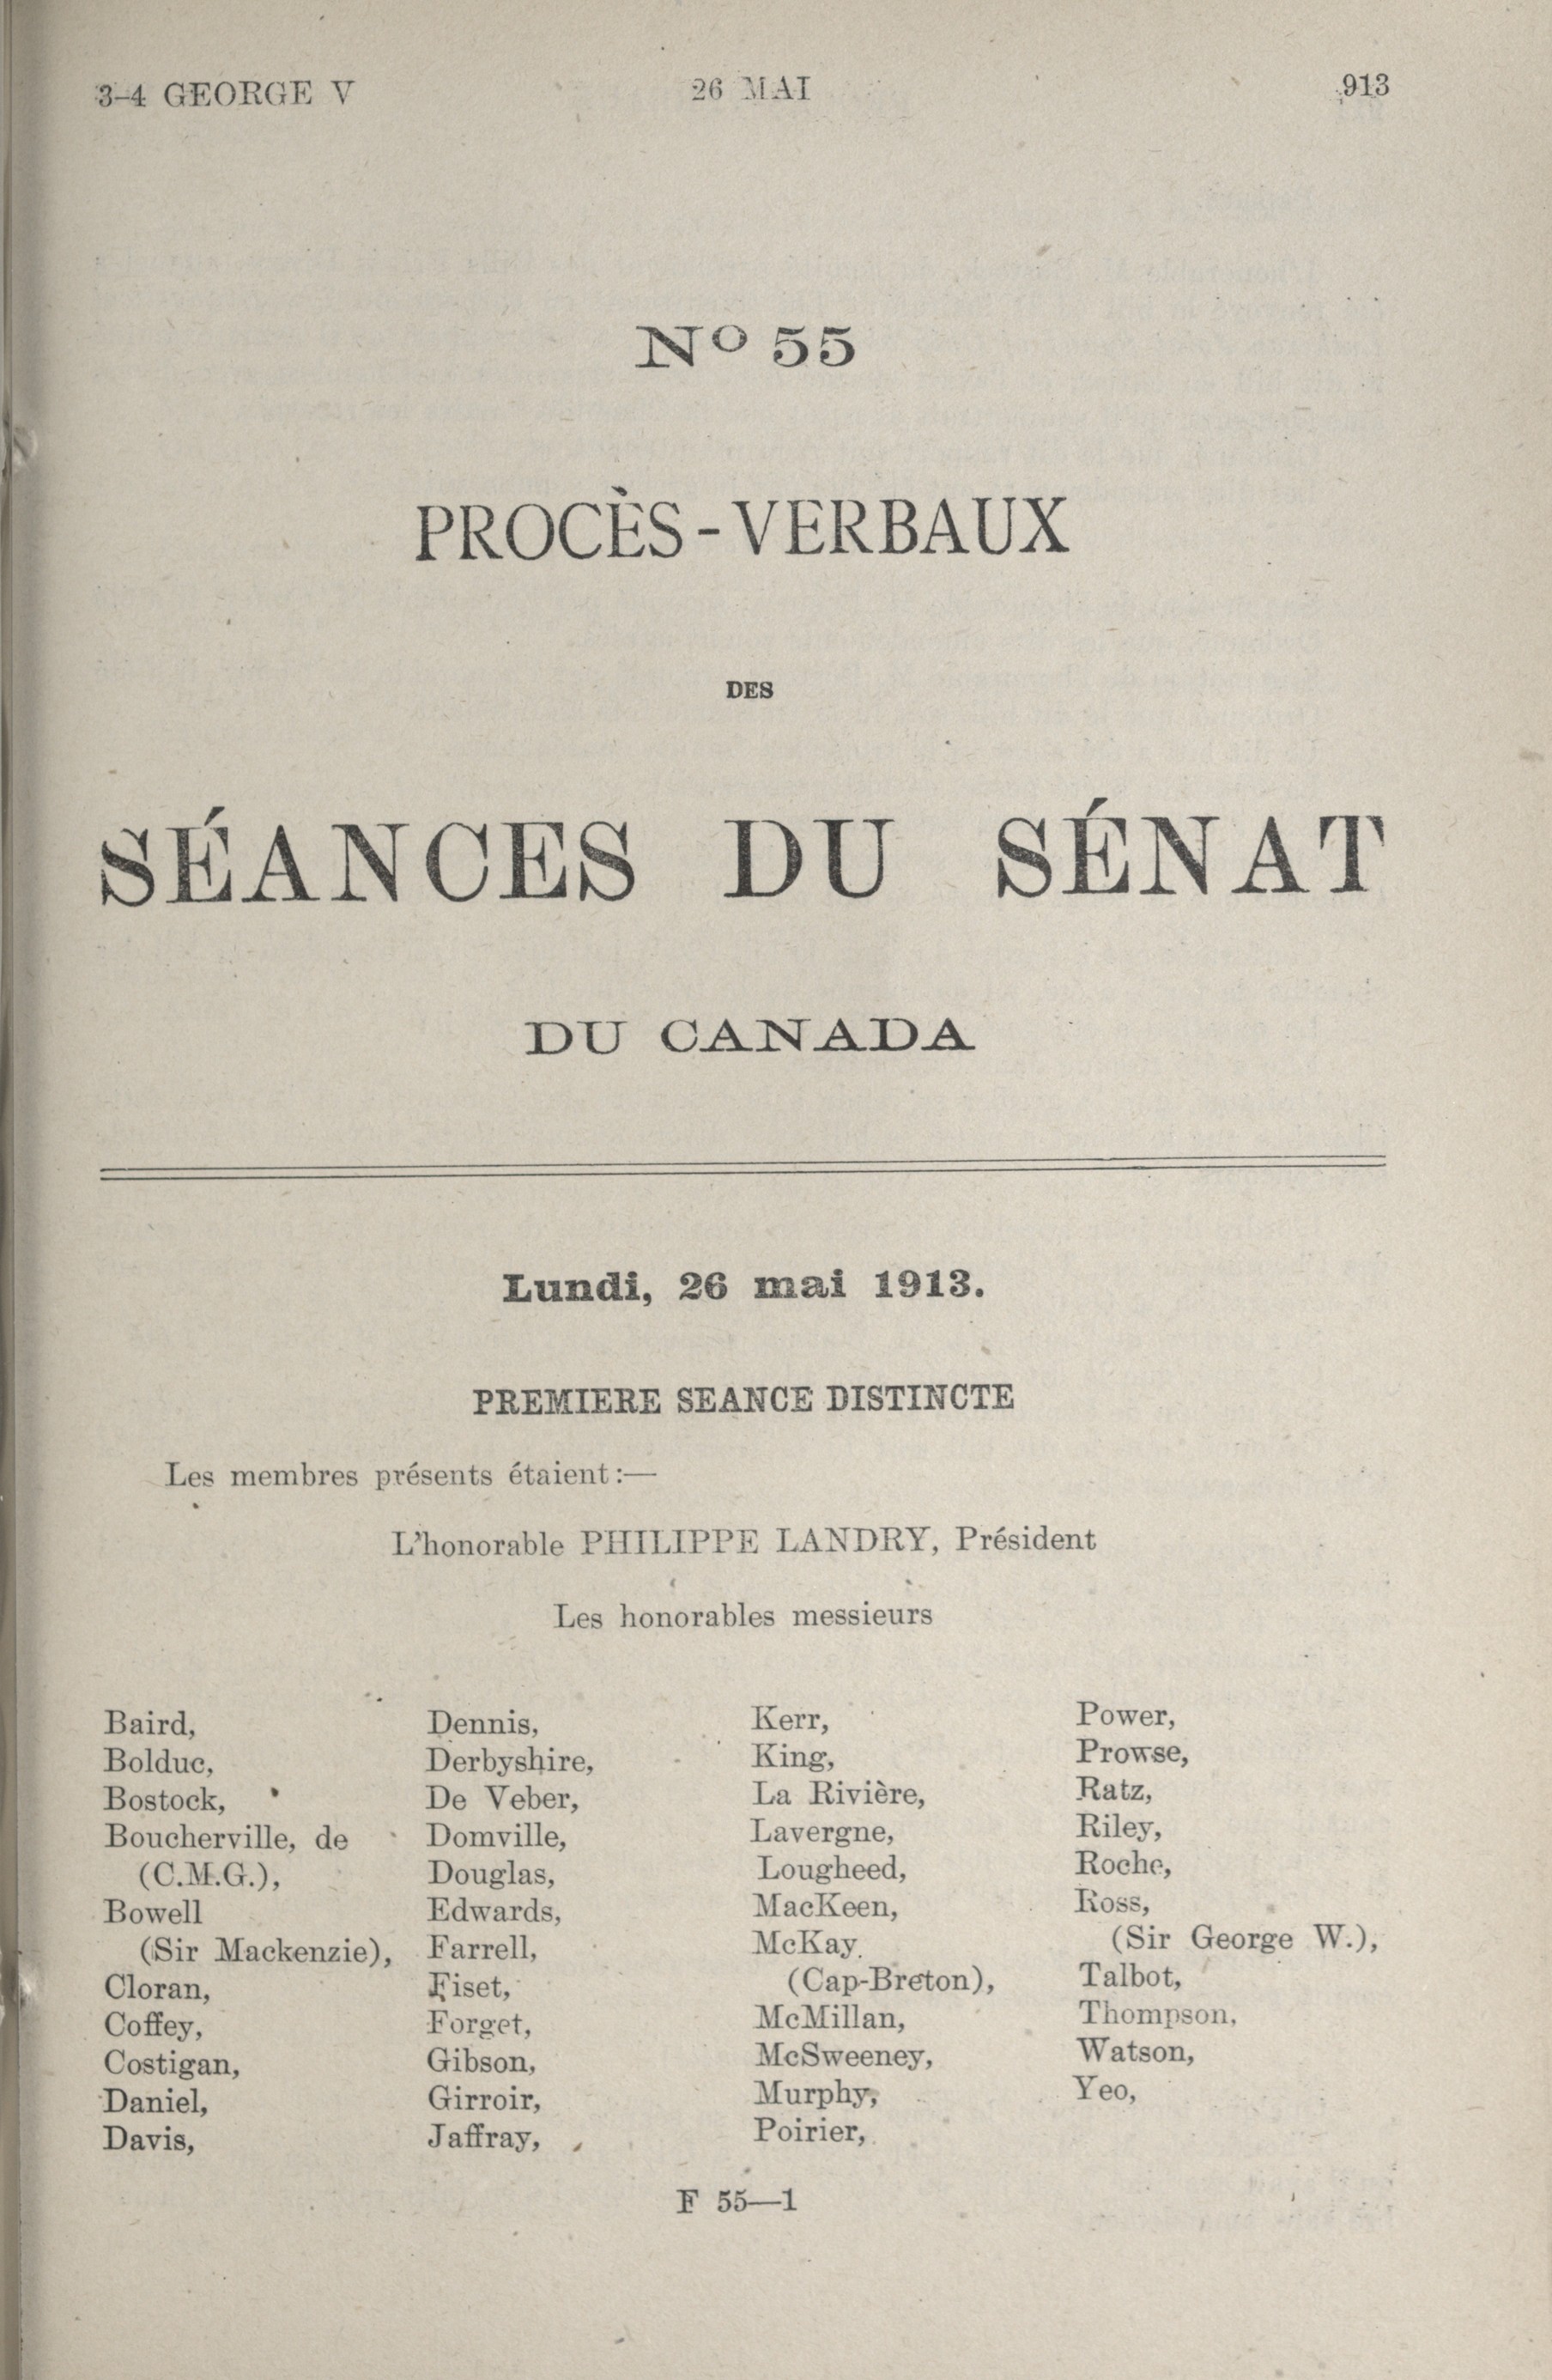 3-4 GEORGE V
26 MAI
913
Nº 55
PROCÈS-VERBAUX
DES
SÉANCES DU SÉNAT
DU CANADA
Lundi, 26 mai 1913.
PREMIERE SEANCE DISTINCTE
Les membres présents étaient:—
L'honorable PHILIPPE LANDRY, Président
Les honorables messieurs
Baird,
Bolduc,
Bostock,
Boucherville, de
(C.M.G.),
Bowell
(Sir Mackenzie),
Cloran,
Coffey,
Costigan,
Daniel,
Davis,
Dennis,
Derbyshire,
De Veber,
Domville,
Douglas,
Edwards,
Farrell,
Fiset,
Forget,
Gibson,
Girroir,
Jaffray,
Kerr,
King,
La Rivière,
Lavergne,
Lougheed,
MacKeen,
McKay
(Cap-Breton),
McMillan,
McSweeney,
Murphy,
Poirier,
Power,
Prowse,
Ratz,
Riley,
Roche,
Ross,
(Sir George W.),
Talbot,
Thompson,
Watson,
Yeo,
F 55—1